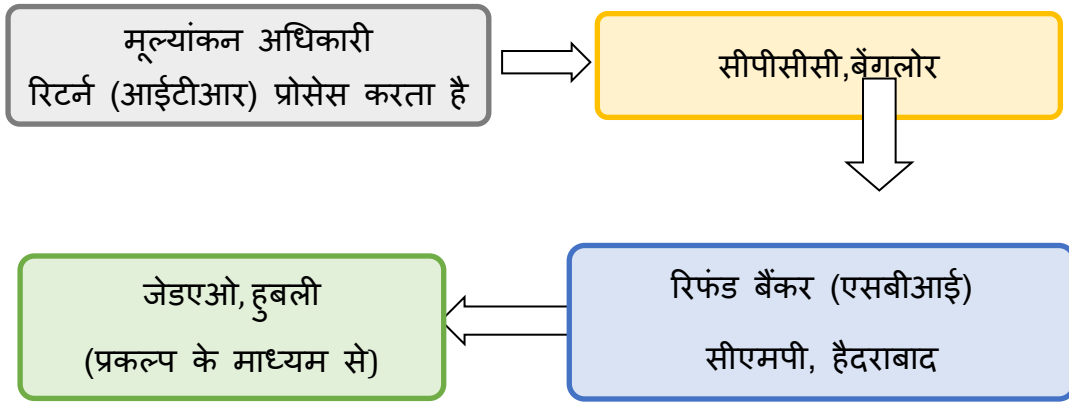 मूल्यांकन अधिकारी
रिटर्न (आईटीआर) प्रोसेस करता है
सीपीसीसी,बेंगलोर
रिफंड बैंकर (एसबीआई)
सीएमपी, हैदराबाद
जेडएओ, हुबली
(प्रकल्प के माध्यम से)